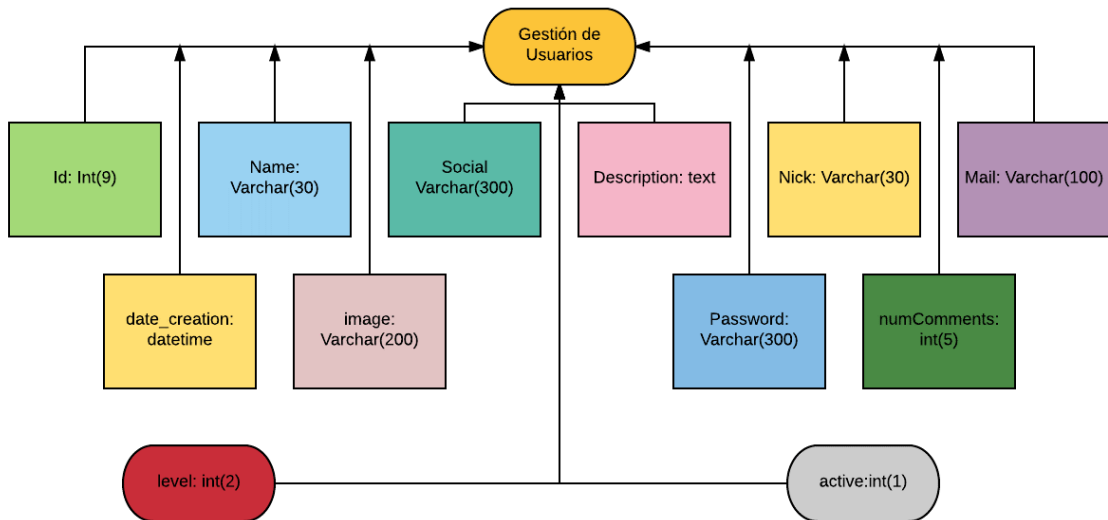 Gestión de
Usuarios
Id: Int(9)
Name:
Varchar(30)
Social
Varchar(300)
Description: text
Nick: Varchar(30)
Mail: Varchar(100)
date_creation:
datetime
image:
Varchar(200)
Password:
Varchar(300)
numComments:
int(5)
level: int(2)
active:int(1)